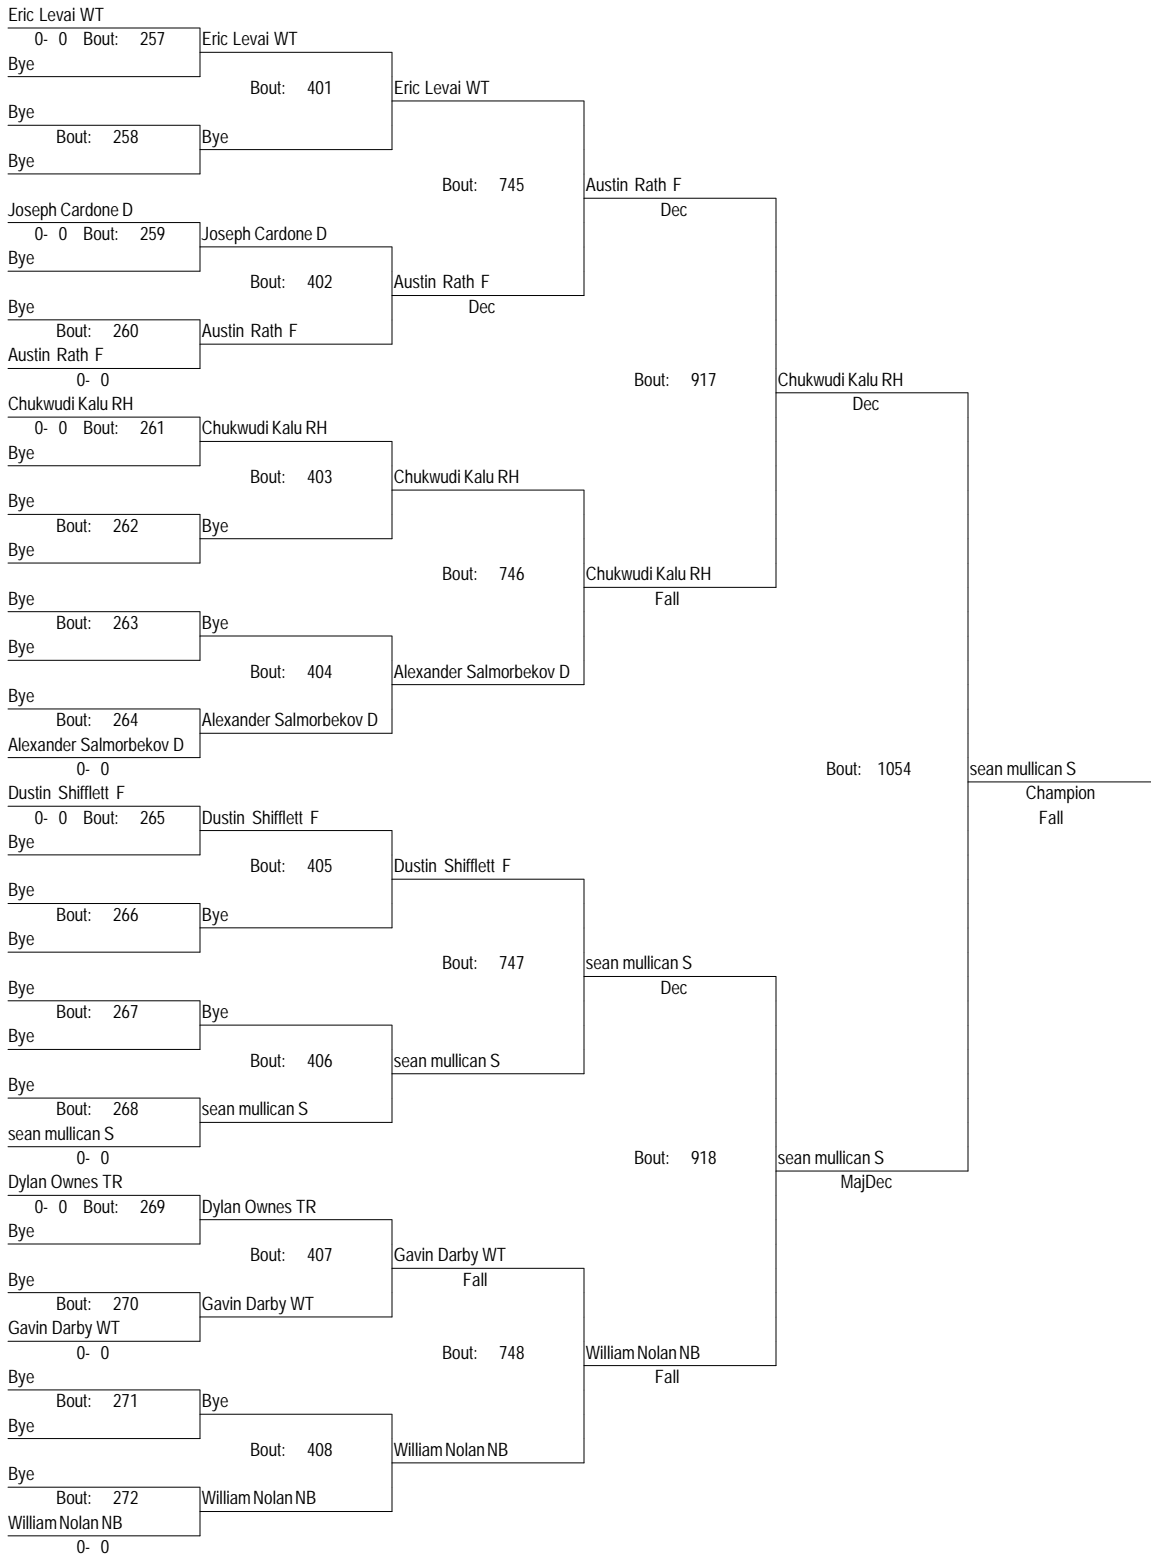 Eric Levai WT
0- 0 Bout: 257 Eric Levai WT
Bye
Bout: 401 Eric Levai WT
Bye
Bout: 258 Bye
Bye
Bout: 745 Austin Rath F
Joseph Cardone D Dec
0- 0 Bout: 259 Joseph Cardone D
Bye
Bout: 402 Austin Rath F
Bye Dec
Bout: 260 Austin Rath F
Austin Rath F
0- 0 Bout: 917 Chukwudi Kalu RH
Chukwudi Kalu RH Dec
0- 0 Bout: 261 Chukwudi Kalu RH
Bye
Bout: 403 Chukwudi Kalu RH
Bye
Bout: 262 Bye
Bye
Bout: 746 Chukwudi Kalu RH
Bye Fall
Bout: 263 Bye
Bye
Bout: 404 Alexander Salmorbekov D
Bye
Bout: 264 Alexander Salmorbekov D
Alexander Salmorbekov D
0- 0 Bout: 1054 sean mullican S
Dustin Shifflett F Champion
0- 0 Bout: 265 Dustin Shifflett F Fall
Bye
Bout: 405 Dustin Shifflett F
Bye
Bout: 266 Bye
Bye
Bout: 747 sean mullican S
Bye Dec
Bout: 267 Bye
Bye
Bout: 406 sean mullican S
Bye
Bout: 268 sean mullican S
sean mullican S
0- 0 Bout: 918 sean mullican S
Dylan Ownes TR MajDec
0- 0 Bout: 269 Dylan Ownes TR
Bye
Bout: 407 Gavin Darby WT
Bye Fall
Bout: 270 Gavin Darby WT
Gavin Darby WT
0- 0 Bout: 748 William Nolan NB
Bye Fall
Bout: 271 Bye
Bye
Bout: 408 William Nolan NB
Bye
Bout: 272 William Nolan NB
William Nolan NB
0- 0